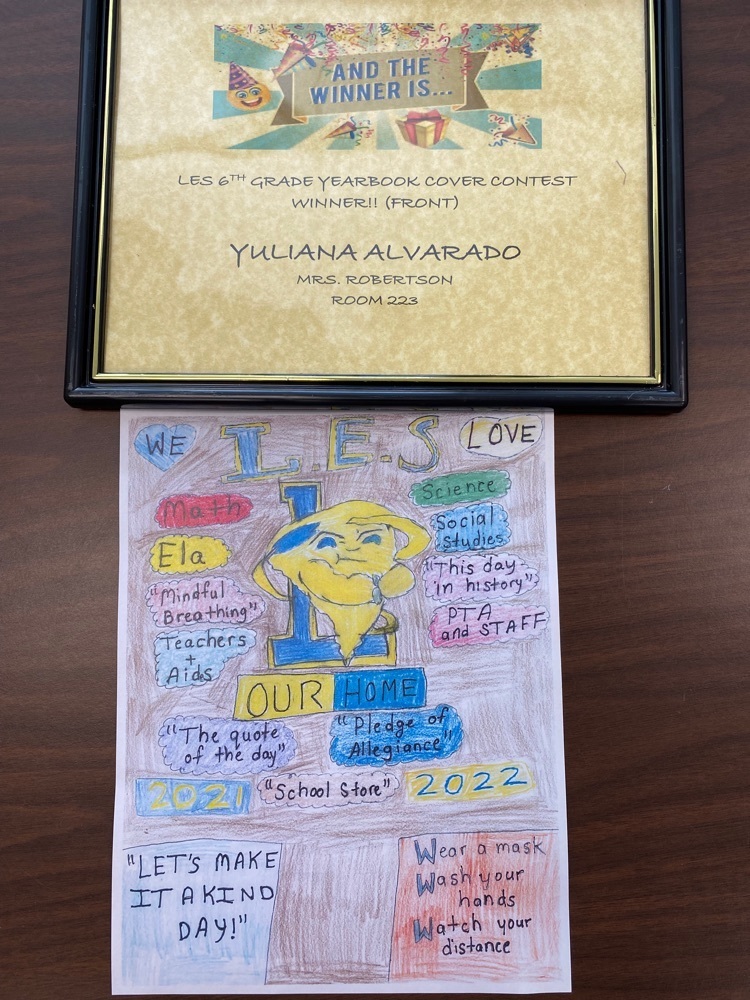 AND THE
WINNER IS...
LES 6TH GRADE YEARBOOK COVER CONTEST
WINNER!! (FRONT)
YULIANA ALVARADO
MRS. ROBERTSON
ROOM 223
WE L.E.S LOVE
Math
Science
Ela
Social
Studies
"Mindful
Breathing"
"This day
in history"
Teachers
+
Aids
PTA
and STAFF
L
OUR HOME
"The quote
of the day"
"Pledge of
Allegiance"
2021 "School Store" 2022
"LET'S MAKE
IT A KIND
DAY!"
Wear a mask
Wash your
hands
Watch your
distance